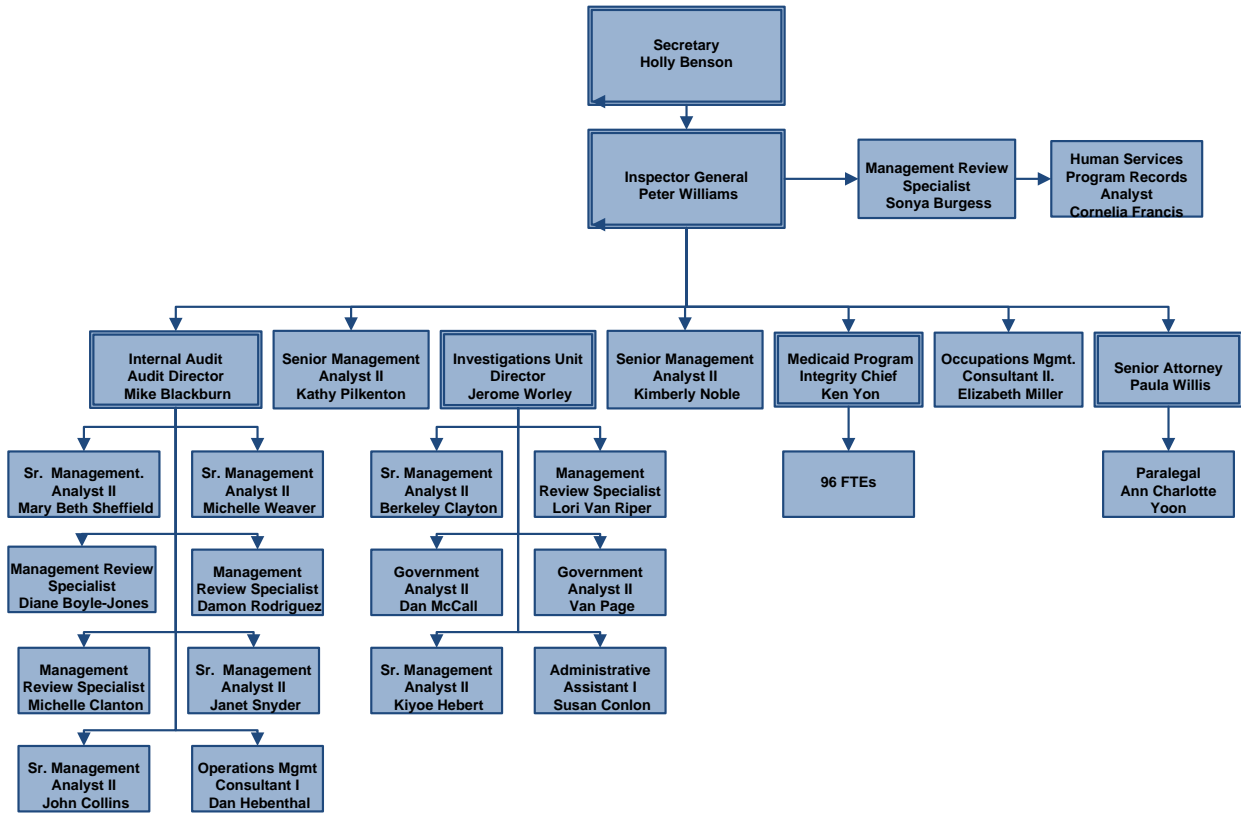 Secretary
Holly Benson
Inspector General
Peter Williams
Management Review
Specialist
Sonya Burgess
Human Services
Program Records
Analyst
Cornelia Francis
Internal Audit
Audit Director
Mike Blackburn
Senior Management
Analyst II
Kathy Pilkenton
Investigations Unit
Director
Jerome Worley
Senior Management
Analyst II
Kimberly Noble
Medicaid Program
Integrity Chief
Ken Yon
Occupations Mgmt.
Consultant II.
Elizabeth Miller
Senior Attorney
Paula Willis
Sr. Management.
Analyst II
Mary Beth Sheffield
Sr. Management
Analyst II
Michelle Weaver
Sr. Management
Analyst II
Berkeley Clayton
Management
Review Specialist
Lori Van Riper
96 FTEs
Paralegal
Ann Charlotte
Yoon
Management Review
Specialist
Diane Boyle-Jones
Management
Review Specialist
Damon Rodriguez
Government
Analyst II
Dan McCall
Government
Analyst II
Van Page
Management
Review Specialist
Michelle Clanton
Sr. Management
Analyst II
Janet Snyder
Sr. Management
Analyst II
Kiyoe Hebert
Administrative
Assistant I
Susan Conlon
Sr. Management
Analyst II
John Collins
Operations Mgmt
Consultant I
Dan Hebenthal